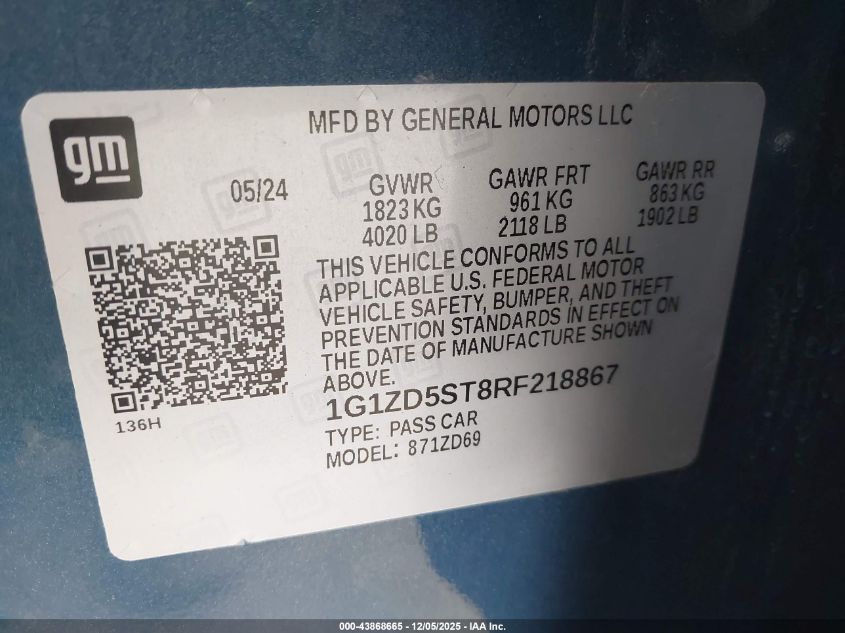 gm
MFD BY GENERAL MOTORS LLC
05/24
GVWR
1823 KG
4020 LB
GAWR FRT
961 KG
2118 LB
GAWR RR
863 KG
1902 LB
THIS VEHICLE CONFORMS TO ALL
APPLICABLE U.S. FEDERAL MOTOR
VEHICLE SAFETY, BUMPER, AND THEFT
PREVENTION STANDARDS IN EFFECT ON
THE DATE OF MANUFACTURE SHOWN
ABOVE.
1G1ZD5ST8RF218867
TYPE: PASS CAR
MODEL: 871ZD69
136H
000-43868665 - 12/05/2025 - IAA Inc.